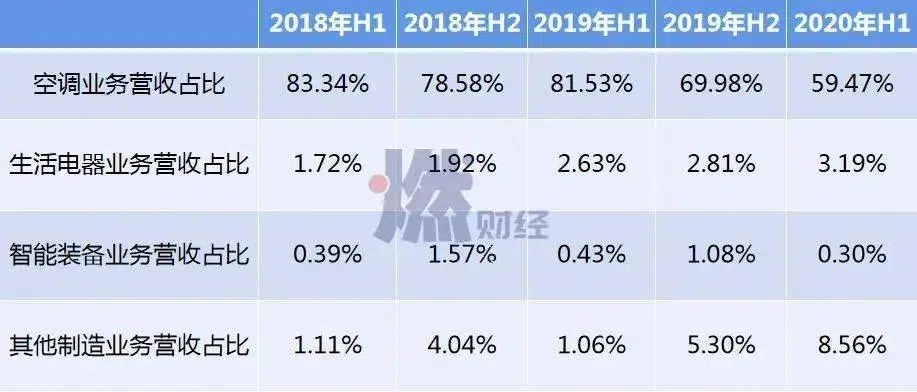 2018年H1 2018年H2 2019年H1 2019年H2 2020年H1
空调业务营收占比 83.34% 78.58% 81.53% 69.98% 59.47%
生活电器业务营收占比 1.72% 1.92% 2.63% 2.81% 3.19%
燃财经
智能装备业务营收占比 0.39% 1.57% 0.43% 1.08% 0.30%
其他制造业务营收占比 1.11% 4.04% 1.06% 5.30% 8.56%